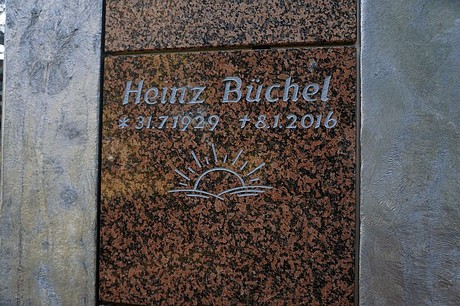 Heinz Büchel
* 31.7.1929 † 8.1.2016